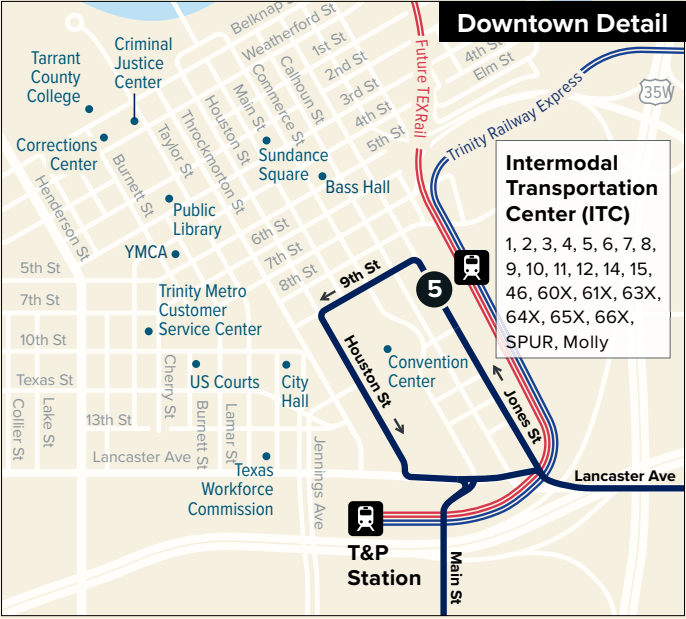 Downtown Detail
Belknap St
Weatherford St
1st St
2nd St
3rd St
4th St
5th St
4th St
Elm St
Calhoun St
Commerce St
Main St
Houston St
Throckmorton St
Taylor St
Burnett St
Henderson St
Future TEXRail
Trinity Railway Express
35W
Tarrant
County
College
Criminal
Justice
Center
Corrections
Center
Sundance
Square
Bass Hall
Public
Library
YMCA
6th St
7th St
8th St
9th St
Intermodal
Transportation
Center (ITC)
1, 2, 3, 4, 5, 6, 7, 8,
9, 10, 11, 12, 14, 15,
46, 60X, 61X, 63X,
64X, 65X, 66X,
SPUR, Molly
5
5th St
7th St
10th St
Texas St
13th St
Lancaster Ave
Collier St
Lake St
Cherry St
Burnett St
Lamar St
Jennings Ave
Trinity Metro
Customer
Service Center
US Courts
City
Hall
Convention
Center
Houston St
Jones St
Texas
Workforce
Commission
Lancaster Ave
T&P
Station
Main St